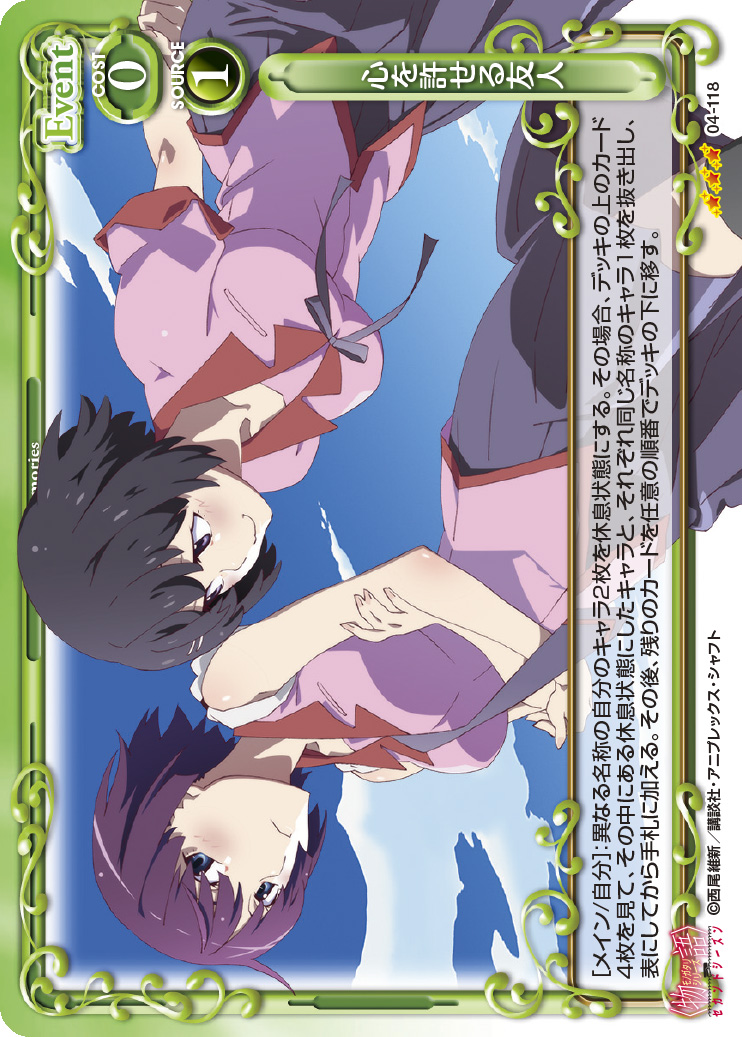 Event
COST
0
SOURCE
1
心を許せる友人
mories
[メイン/自分]:異なる名称の自分のキャラ2枚を休息状態にする。その場合、デッキの上のカード
4枚を見て、その中にある休息状態にしたキャラと、それぞれ同じ名称のキャラ1枚を抜き出し、
表にしてから手札に加える。その後、残りのカードを任意の順番でデッキの下に移す。
物語
セカンドシーズン
©西尾維新/講談社・アニプレックス・シャフト
04-118